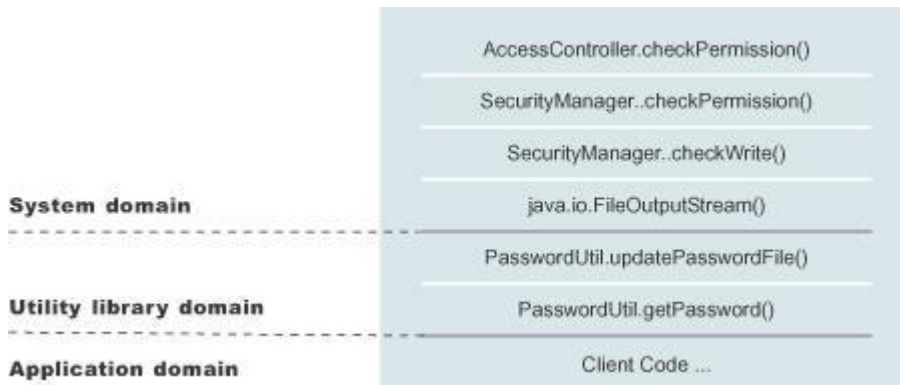 AccessController.checkPermission()
SecurityManager..checkPermission()
SecurityManager..checkWrite()
System domain java.io.FileOutputStream()
PasswordUtil.updatePasswordFile()
Utility library domain PasswordUtil.getPassword()
Application domain Client Code ...